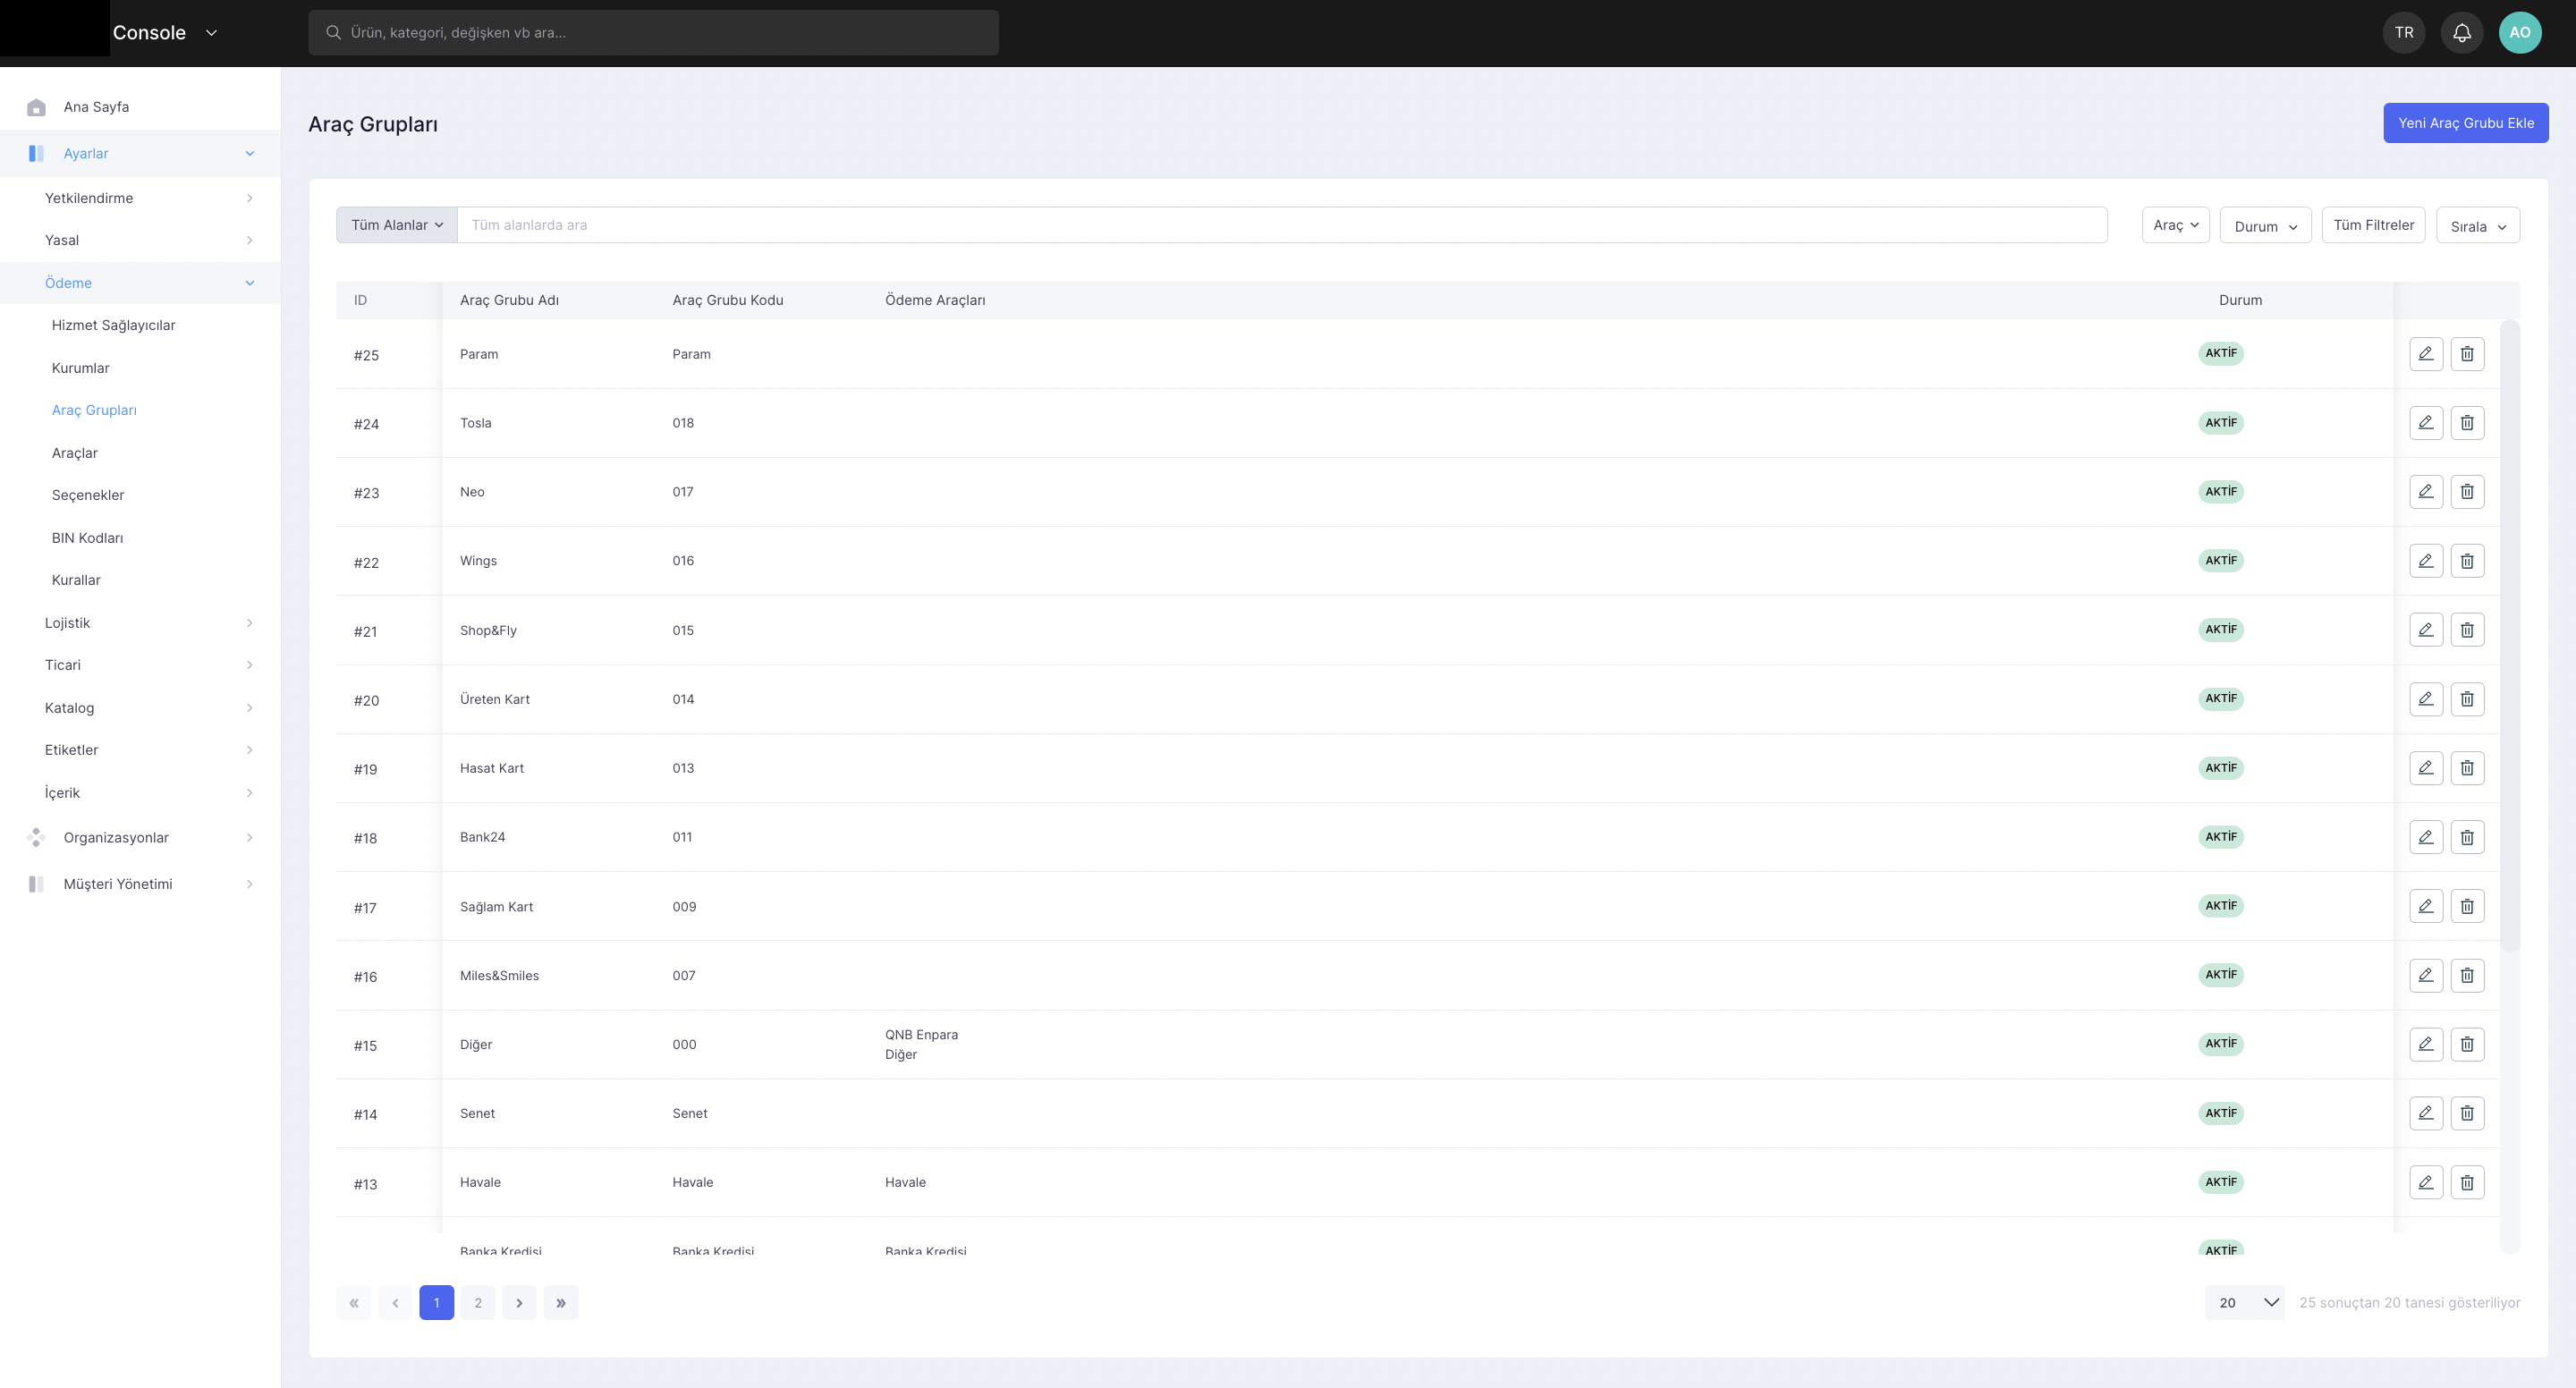 Console
Ürün, kategori, değişken vb ara...
TR
AO
Ana Sayfa
Ayarlar
Yetkilendirme
Yasal
Ödeme
Hizmet Sağlayıcılar
Kurumlar
Araç Grupları
Araçlar
Seçenekler
BIN Kodları
Kurallar
Lojistik
Ticari
Katalog
Etiketler
İçerik
Organizasyonlar
Müşteri Yönetimi
Araç Grupları
Yeni Araç Grubu Ekle
Tüm Alanlar Tüm alanlarda ara Araç Durum Tüm Filtreler Sırala
ID Araç Grubu Adı Araç Grubu Kodu Ödeme Araçları Durum
#25 Param Param AKTİF
#24 Tosla 018 AKTİF
#23 Neo 017 AKTİF
#22 Wings 016 AKTİF
#21 Shop&Fly 015 AKTİF
#20 Üreten Kart 014 AKTİF
#19 Hasat Kart 013 AKTİF
#18 Bank24 011 AKTİF
#17 Sağlam Kart 009 AKTİF
#16 Miles&Smiles 007 AKTİF
#15 Diğer 000 QNB Enpara AKTİF
Diğer
#14 Senet Senet AKTİF
#13 Havale Havale Havale AKTİF
Banka Kredisi Banka Kredisi Banka Kredisi AKTİF
« ‹ 1 2 › »
20 25 sonuçtan 20 tanesi gösteriliyor